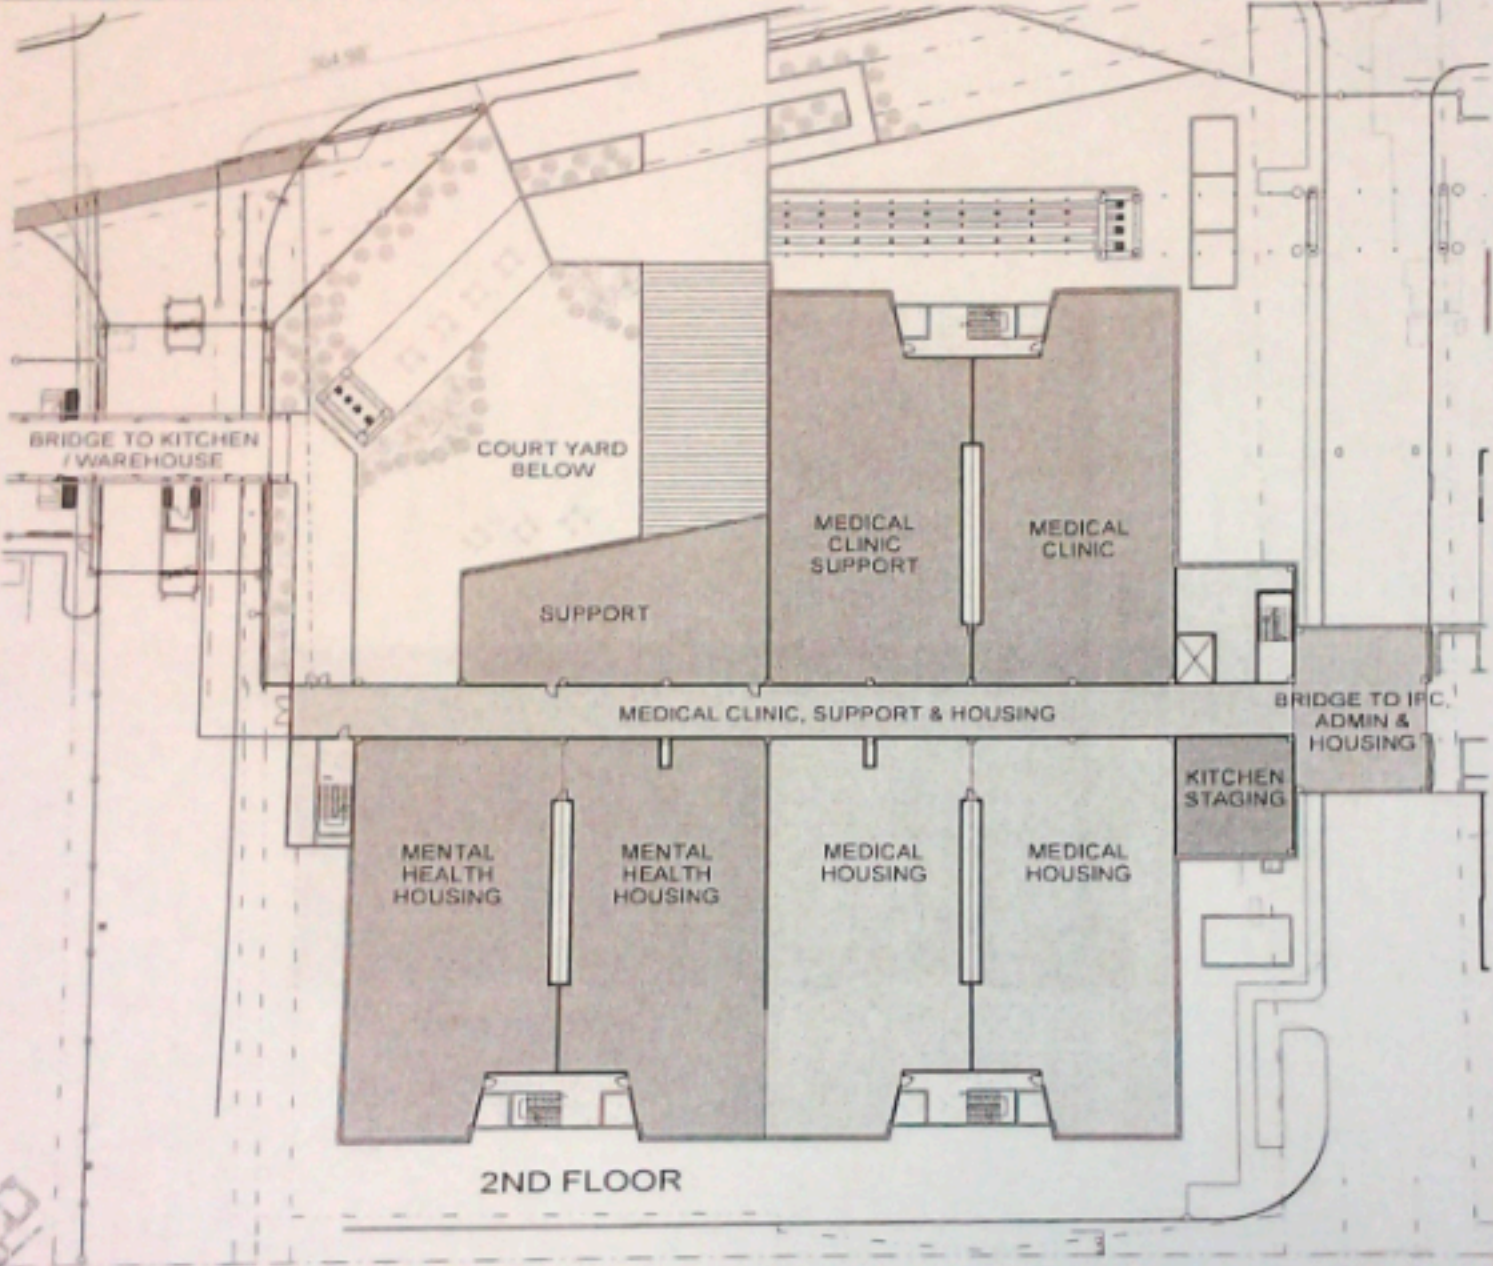 BRIDGE TO KITCHEN
/ WAREHOUSE
COURT YARD
BELOW
MEDICAL
CLINIC
SUPPORT
MEDICAL
CLINIC
SUPPORT
MEDICAL CLINIC, SUPPORT & HOUSING
BRIDGE TO IPC,
ADMIN &
HOUSING
KITCHEN
STAGING
MENTAL
HEALTH
HOUSING
MENTAL
HEALTH
HOUSING
MEDICAL
HOUSING
MEDICAL
HOUSING
2ND FLOOR